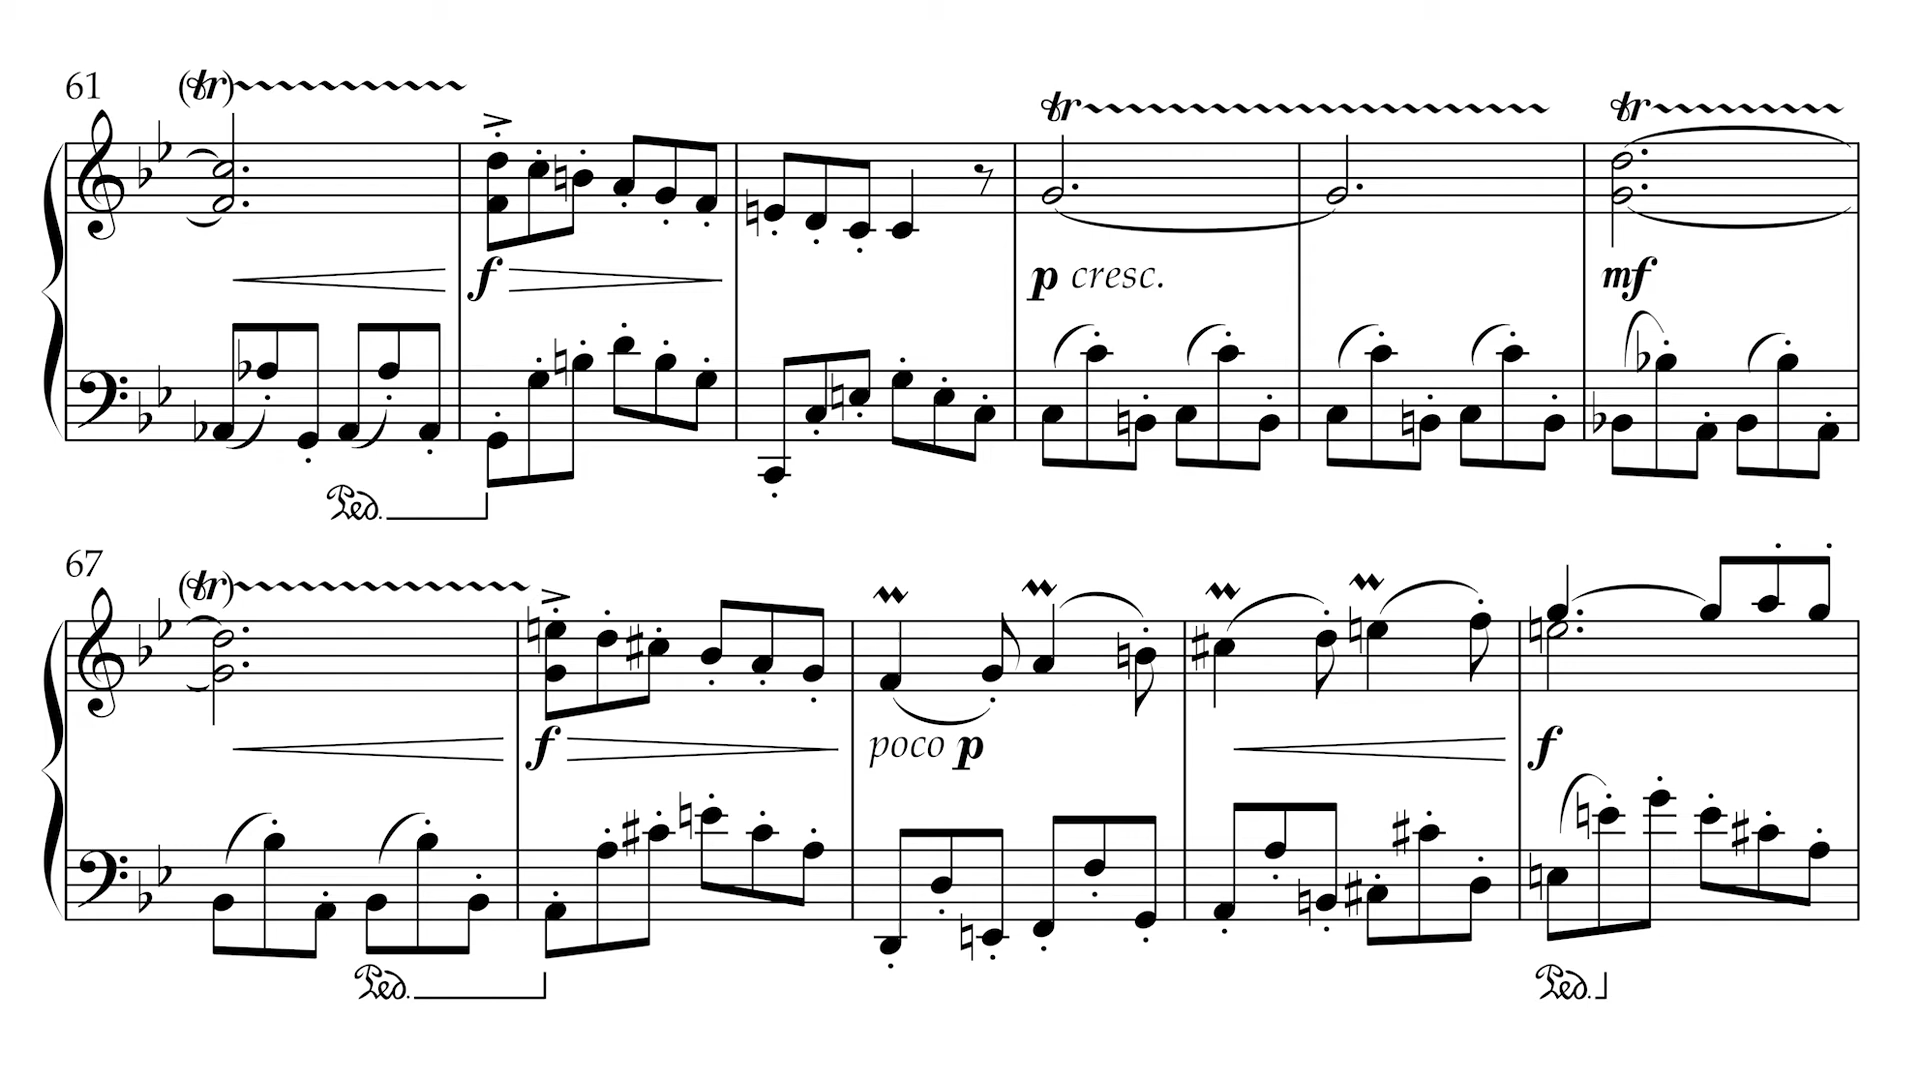 61 (tr)
tr tr
f p cresc. mf
Ped.
67 (tr)
f poco p f
Ped. Ped.